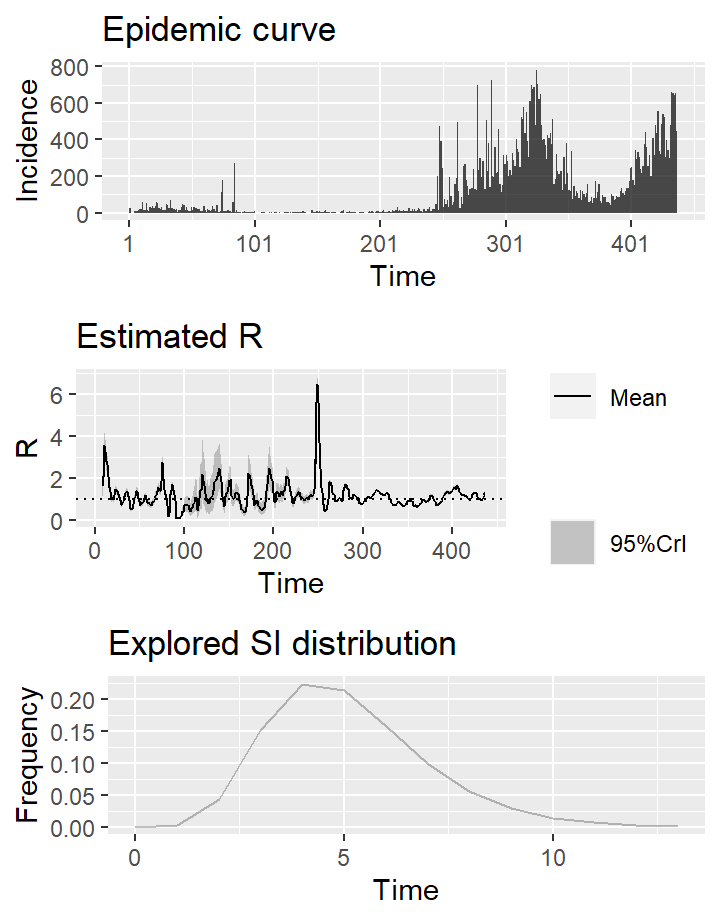 Epidemic curve
800
600
400
200
0
Incidence
1 101 201 301 401
Time
Estimated R
6
4
2
0
R
0 100 200 300 400
Time
Mean
95%CrI
Explored SI distribution
0.20
0.15
0.10
0.05
0.00
Frequency
0 5 10
Time